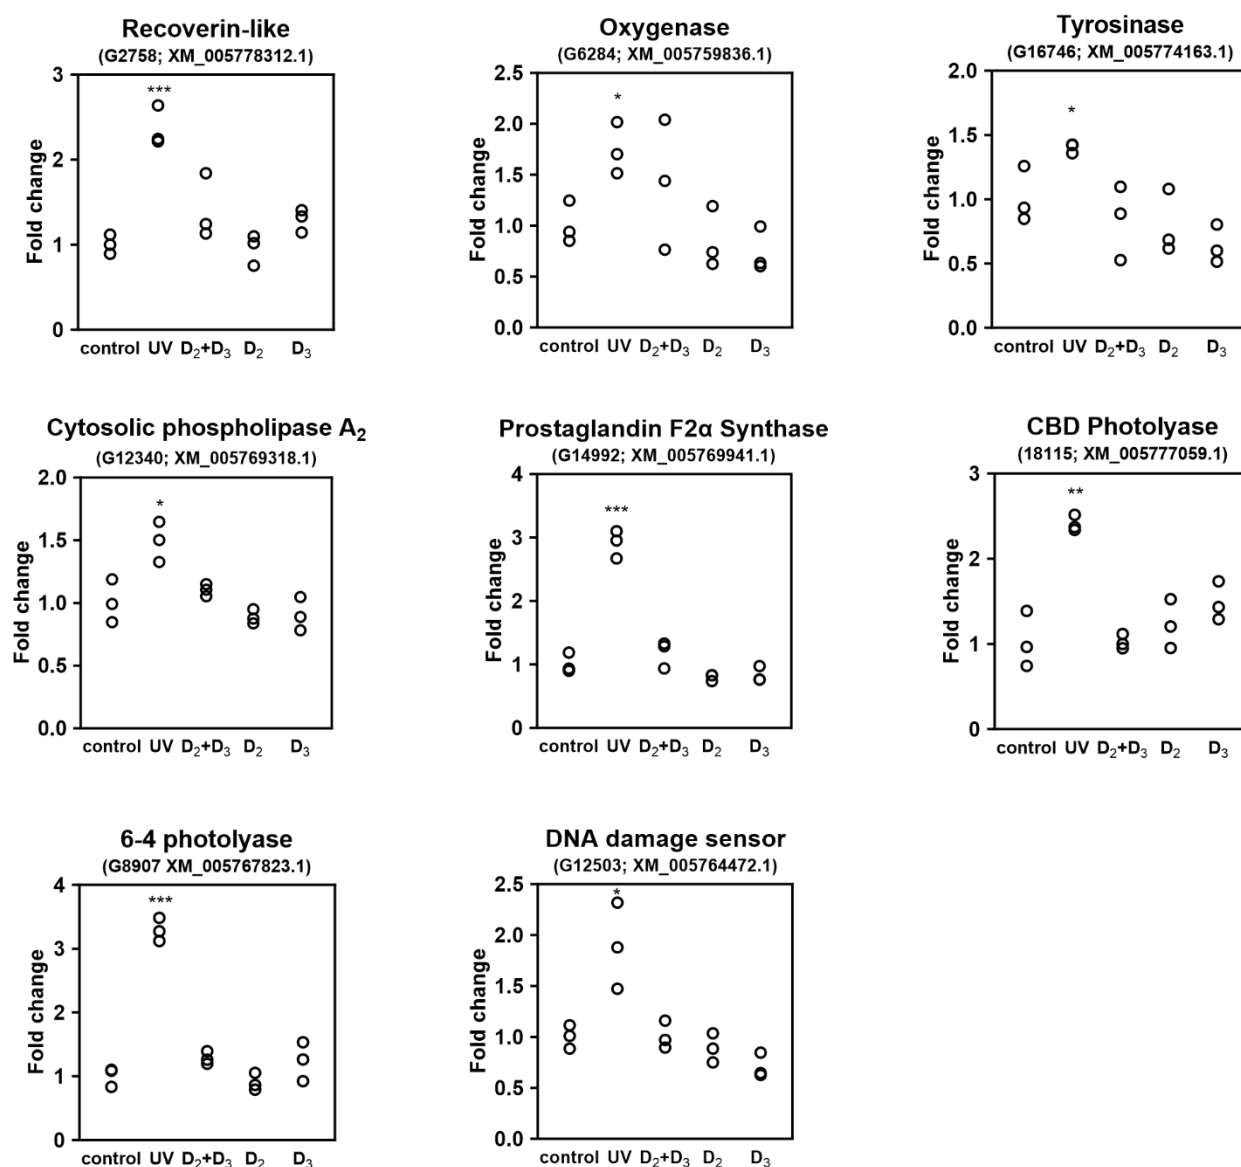 Recoverin-like
(G2758; XM_005778312.1)
***
3
2
1
0
Fold change
control UV D₂+D₃ D₂ D₃
Oxygenase
(G6284; XM_005759836.1)
*
2.5
2.0
1.5
1.0
0.5
0.0
Fold change
control UV D₂+D₃ D₂ D₃
Tyrosinase
(G16746; XM_005774163.1)
*
2.0
1.5
1.0
0.5
0.0
Fold change
control UV D₂+D₃ D₂ D₃
Cytosolic phospholipase A₂
(G12340; XM_005769318.1)
*
2.0
1.5
1.0
0.5
0.0
Fold change
control UV D₂+D₃ D₂ D₃
Prostaglandin F2α Synthase
(G14992; XM_005769941.1)
***
4
3
2
1
0
Fold change
control UV D₂+D₃ D₂ D₃
CBD Photolyase
(18115; XM_005777059.1)
**
3
2
1
0
Fold change
control UV D₂+D₃ D₂ D₃
6-4 photolyase
(G8907 XM_005767823.1)
***
4
3
2
1
0
Fold change
control UV D₂+D₃ D₂ D₃
DNA damage sensor
(G12503; XM_005764472.1)
*
2.5
2.0
1.5
1.0
0.5
0.0
Fold change
control UV D₂+D₃ D₂ D₃